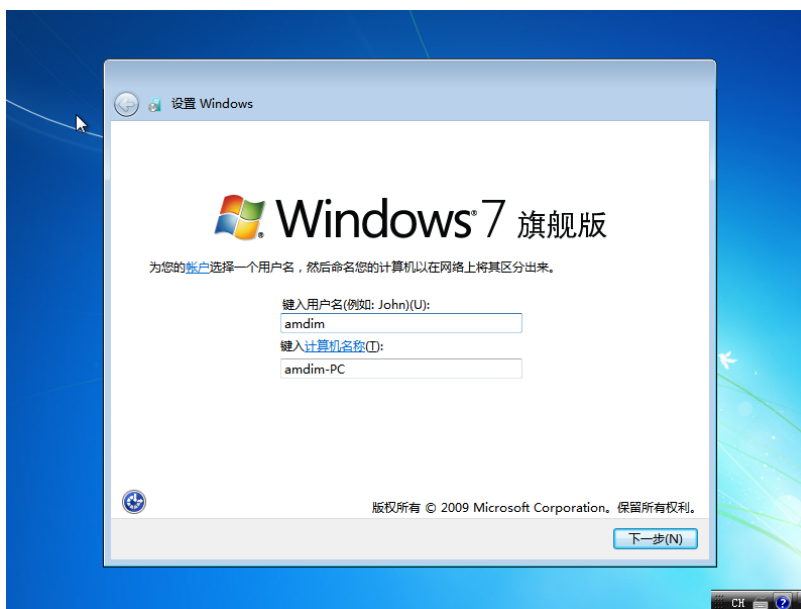 设置 Windows
Windows 7 旗舰版
为您的帐户选择一个用户名，然后命名您的计算机以在网络上将其区分出来。
键入用户名(例如: John)(U):
amdim
键入计算机名称(T):
amdim-PC
版权所有 © 2009 Microsoft Corporation。保留所有权利。
下一步(N)
CH